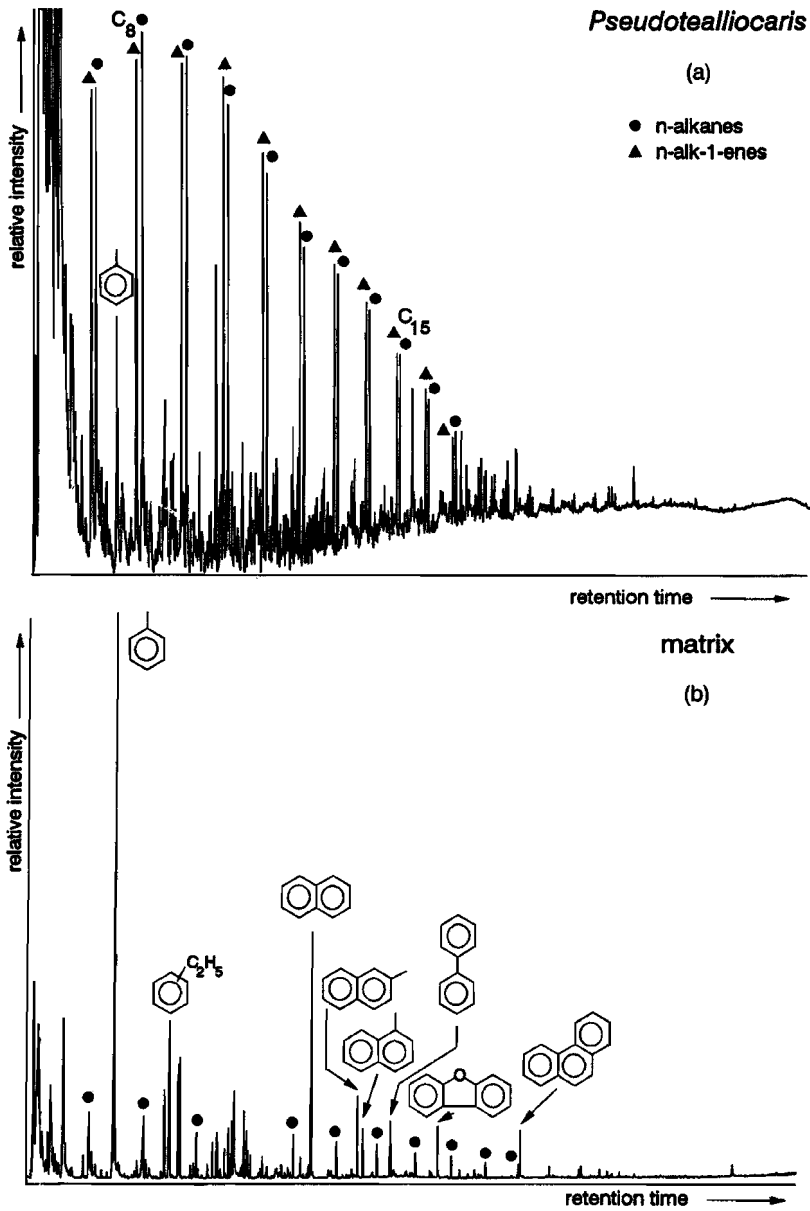 Pseudotealliocaris
(a)
● n-alkanes
▲ n-alk-1-enes
C8
C15
relative intensity
retention time
matrix
(b)
relative intensity
C2H5
O
retention time